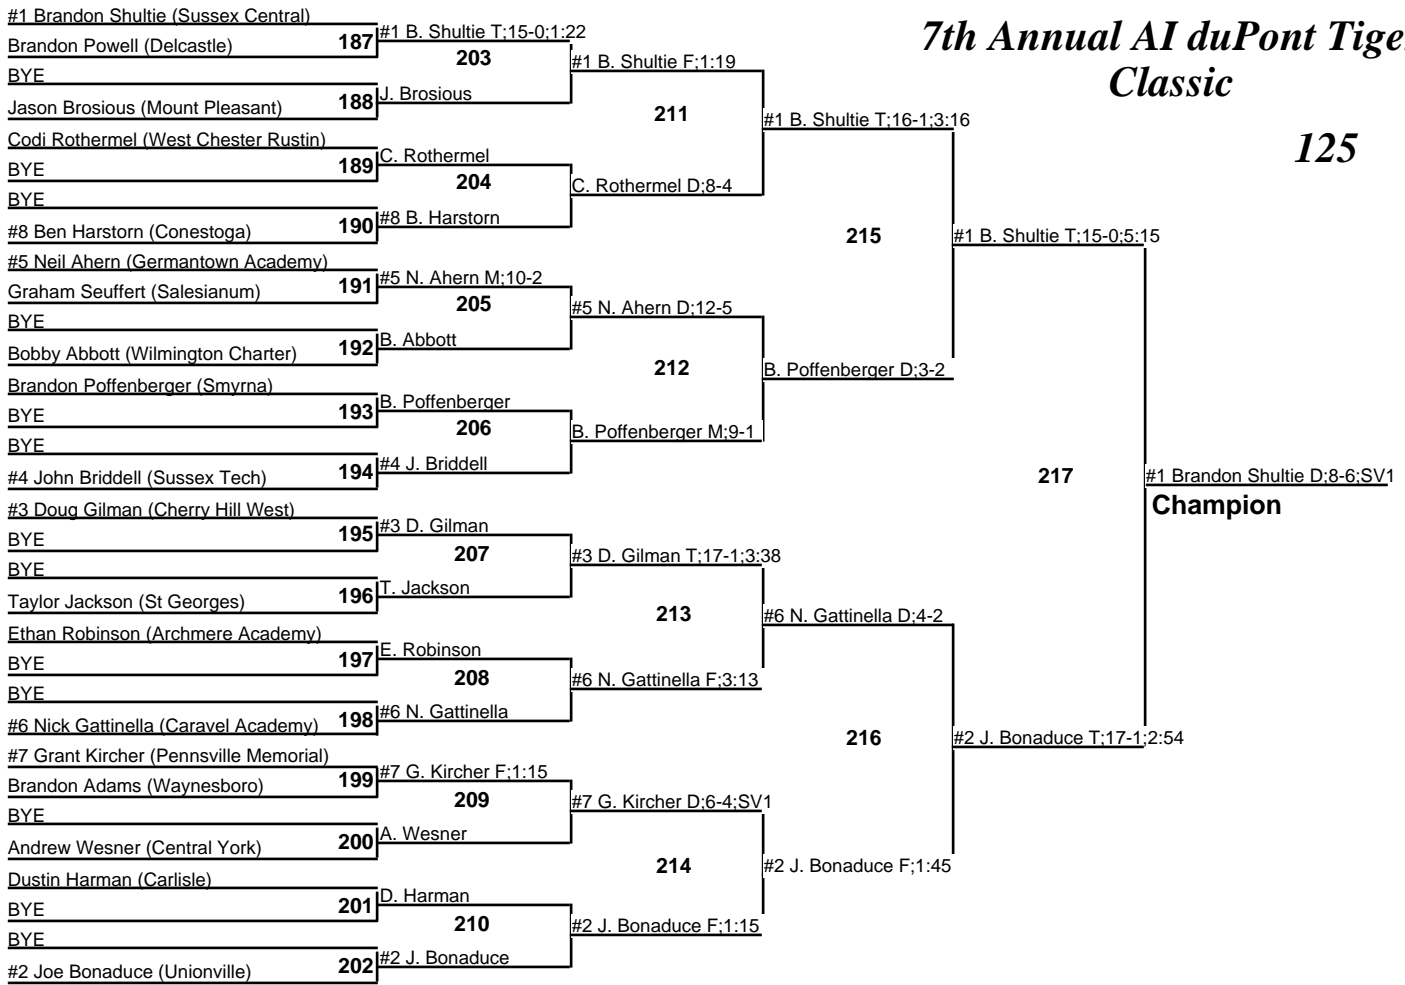 7th Annual AI duPont Tige
Classic
125
#1 Brandon Shultie (Sussex Central)
Brandon Powell (Delcastle)
187
BYE
Jason Brosious (Mount Pleasant)
188
Codi Rothermel (West Chester Rustin)
BYE
189
BYE
#8 Ben Harstorn (Conestoga)
190
#5 Neil Ahern (Germantown Academy)
Graham Seuffert (Salesianum)
191
BYE
Bobby Abbott (Wilmington Charter)
192
Brandon Poffenberger (Smyrna)
BYE
193
BYE
#4 John Briddell (Sussex Tech)
194
#3 Doug Gilman (Cherry Hill West)
BYE
195
BYE
Taylor Jackson (St Georges)
196
Ethan Robinson (Archmere Academy)
BYE
197
BYE
#6 Nick Gattinella (Caravel Academy)
198
#7 Grant Kircher (Pennsville Memorial)
Brandon Adams (Waynesboro)
199
BYE
Andrew Wesner (Central York)
200
Dustin Harman (Carlisle)
BYE
201
BYE
#2 Joe Bonaduce (Unionville)
202
#1 B. Shultie T;15-0;1:22
203
J. Brosious
C. Rothermel
204
#8 B. Harstorn
#5 N. Ahern M;10-2
205
B. Abbott
B. Poffenberger
206
#4 J. Briddell
#3 D. Gilman
207
T. Jackson
E. Robinson
208
#6 N. Gattinella
#7 G. Kircher F;1:15
209
A. Wesner
D. Harman
210
#2 J. Bonaduce
#1 B. Shultie F;1:19
211
C. Rothermel D;8-4
#5 N. Ahern D;12-5
212
B. Poffenberger M;9-1
#3 D. Gilman T;17-1;3:38
213
#6 N. Gattinella F;3:13
#7 G. Kircher D;6-4;SV1
214
#2 J. Bonaduce F;1:15
#1 B. Shultie T;16-1;3:16
215
B. Poffenberger D;3-2
#6 N. Gattinella D;4-2
216
#2 J. Bonaduce F;1:45
#1 B. Shultie T;15-0;5:15
217
#2 J. Bonaduce T;17-1;2:54
#1 Brandon Shultie D;8-6;SV1
Champion